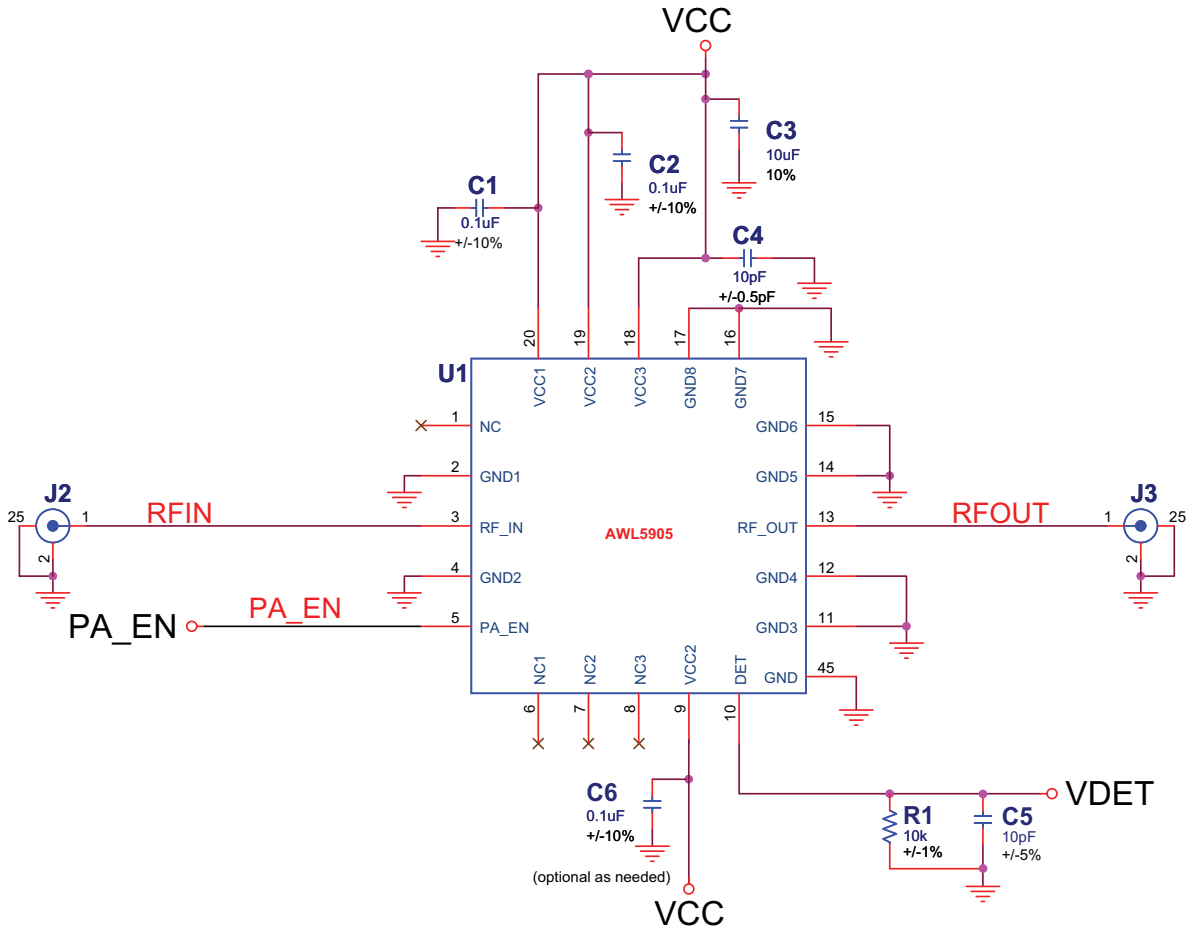 VCC
C3
10uF
10%
C2
0.1uF
+/-10%
C1
0.1uF
+/-10%
C4
10pF
+/-0.5pF
20
19
18
17
16
U1
VCC1
VCC2
VCC3
GND8
GND7
1
NC
GND6
15
2
GND1
GND5
14
J2
25
1
2
RFIN
3
RF_IN
AWL5905
RF_OUT
13
RFOUT
J3
1
25
2
4
GND2
GND4
12
PA_EN
PA_EN
5
PA_EN
GND3
11
NC1
NC2
NC3
VCC2
DET
GND
45
6
7
8
9
10
C6
0.1uF
+/-10%
(optional as needed)
VCC
VDET
R1
10k
+/-1%
C5
10pF
+/-5%